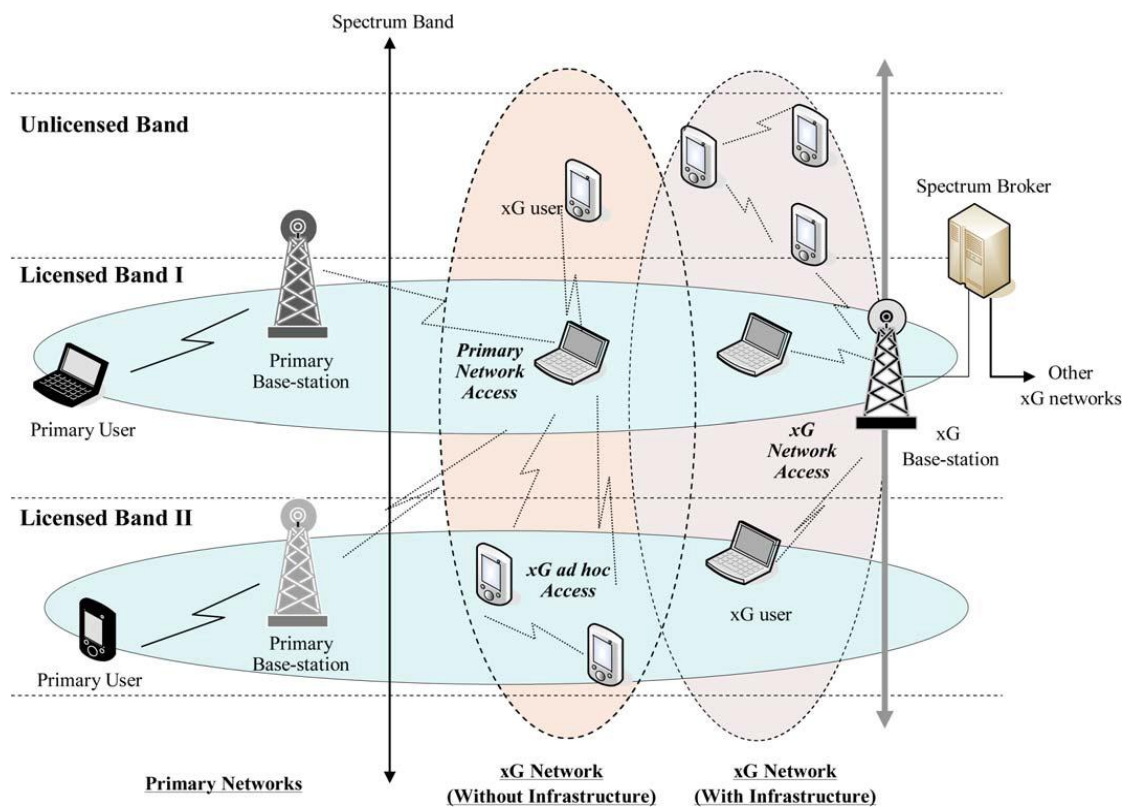 Spectrum Band
Unlicensed Band
xG user
Spectrum Broker
Licensed Band I
Primary
Base-station
Primary
Network
Access
Primary User
Other
xG networks
xG
Network
Access
xG
Base-station
Licensed Band II
xG ad hoc
Access
xG user
Primary
Base-station
Primary User
Primary Networks
xG Network
(Without Infrastructure)
xG Network
(With Infrastructure)